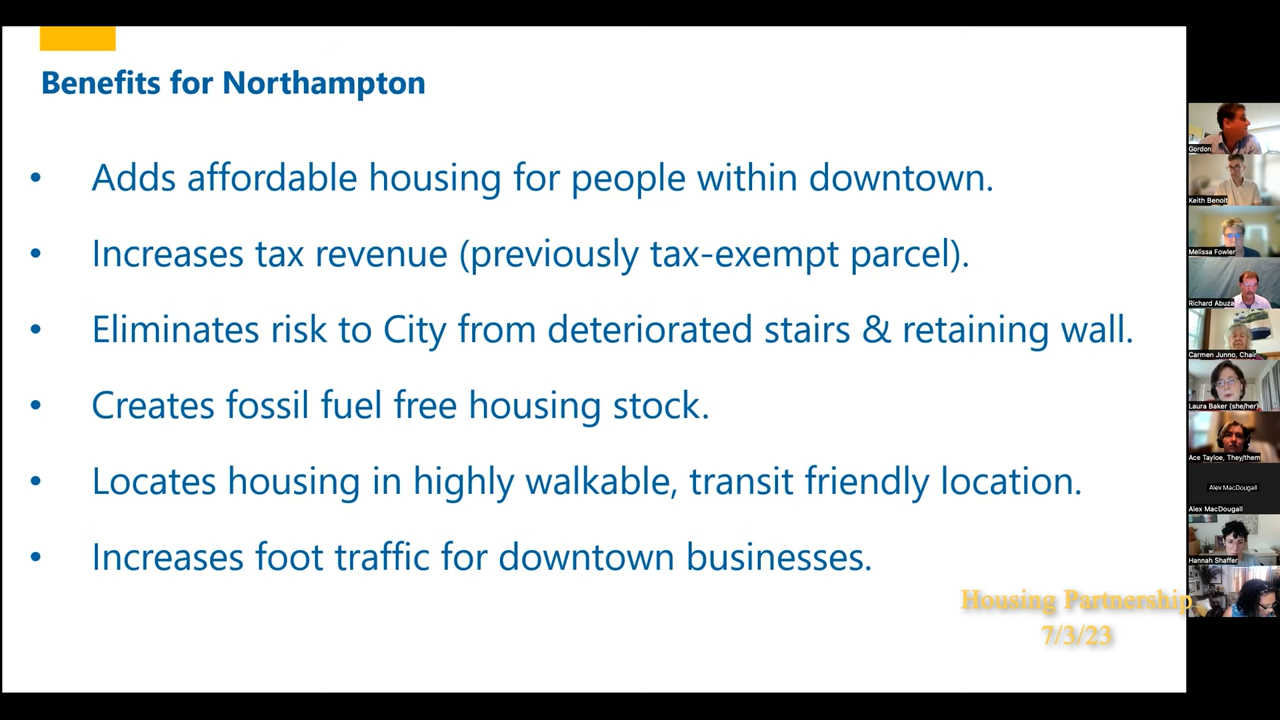 Benefits for Northampton
• Adds affordable housing for people within downtown.
• Increases tax revenue (previously tax-exempt parcel).
• Eliminates risk to City from deteriorated stairs & retaining wall.
• Creates fossil fuel free housing stock.
• Locates housing in highly walkable, transit friendly location.
• Increases foot traffic for downtown businesses.
Housing Partnership
7/3/23
Gordon
Keith Benoit
Melissa Fowler
Richard Abuza
Carmen Junno, Chair
Laura Baker (she/her)
Ace Tayloe, They/them
Alex MacDougall
Alex MacDougall
Hannah Shaffer